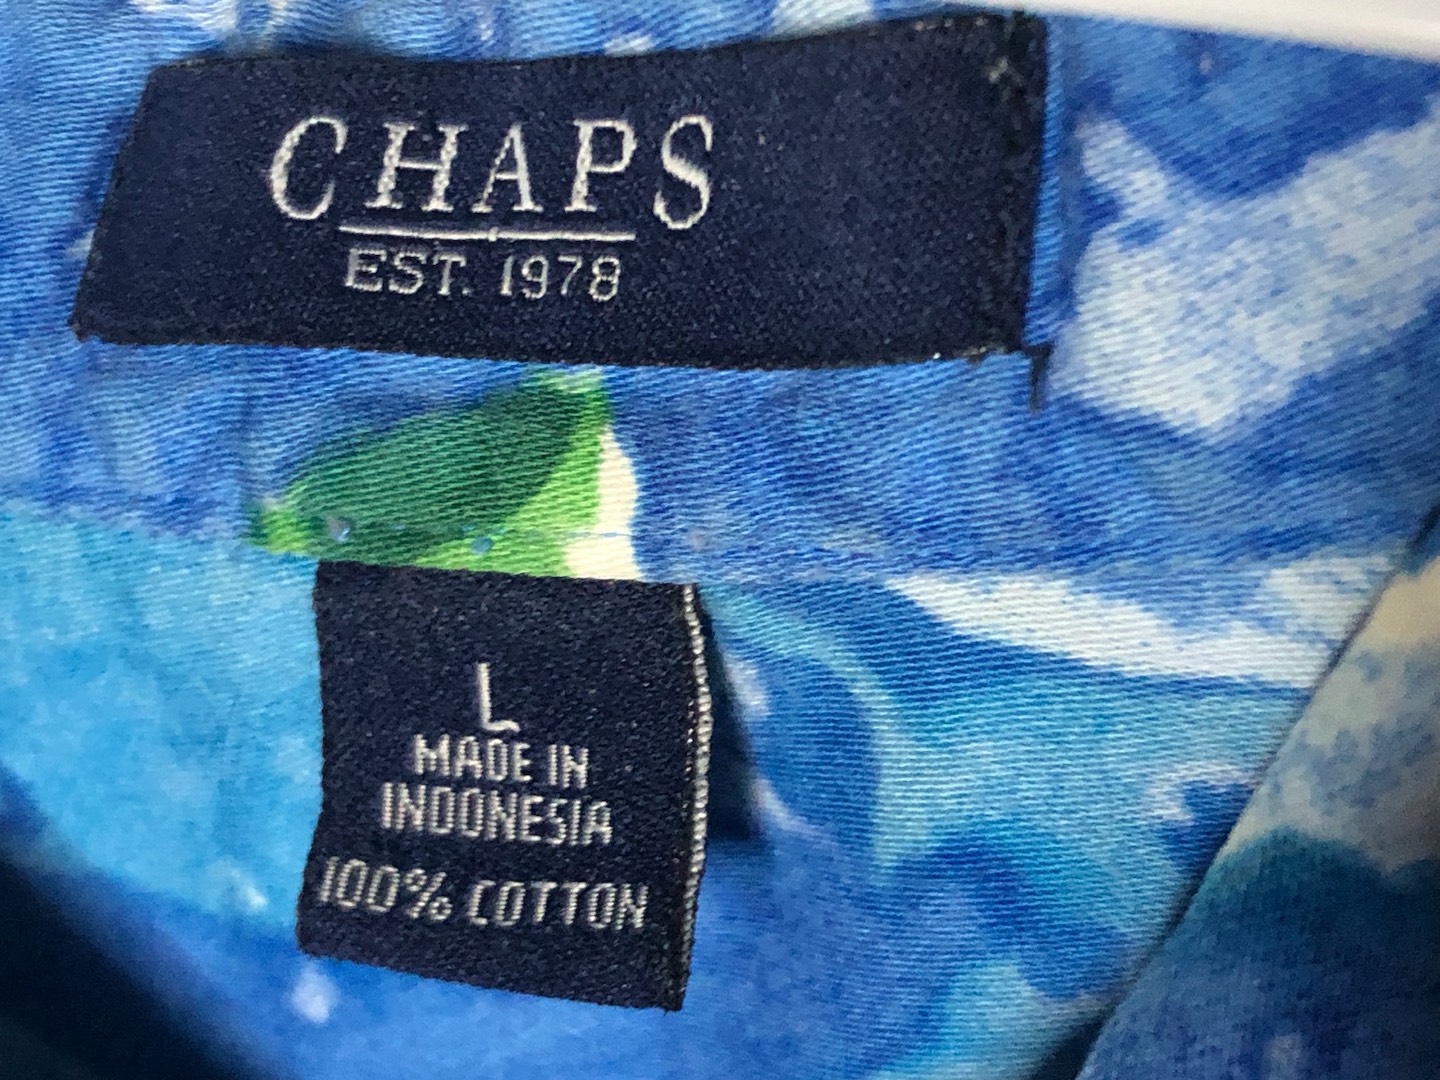 CHAPS
EST. 1978
L
MADE IN
INDONESIA
100% COTTON